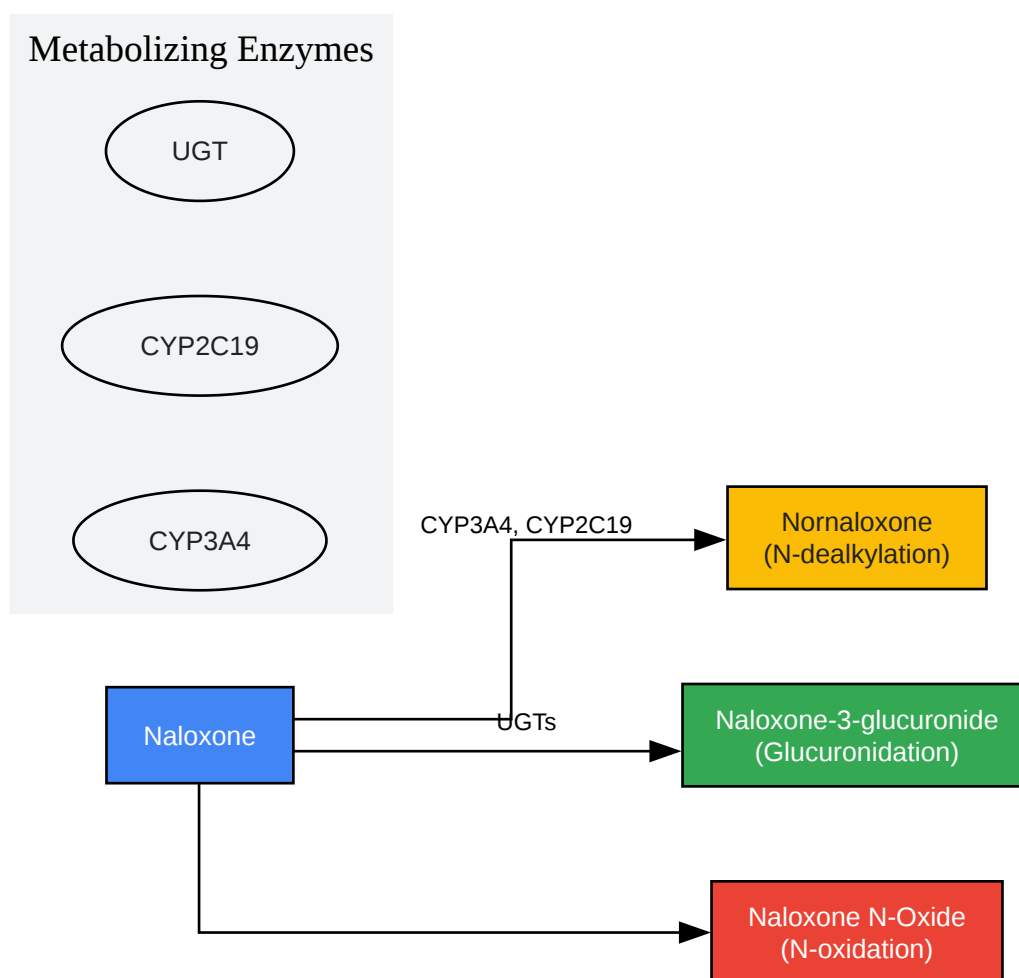 Metabolizing Enzymes
UGT
CYP2C19
CYP3A4
CYP3A4, CYP2C19
Nornaloxone
(N-dealkylation)
Naloxone
UGTs
Naloxone-3-glucuronide
(Glucuronidation)
Naloxone N-Oxide
(N-oxidation)